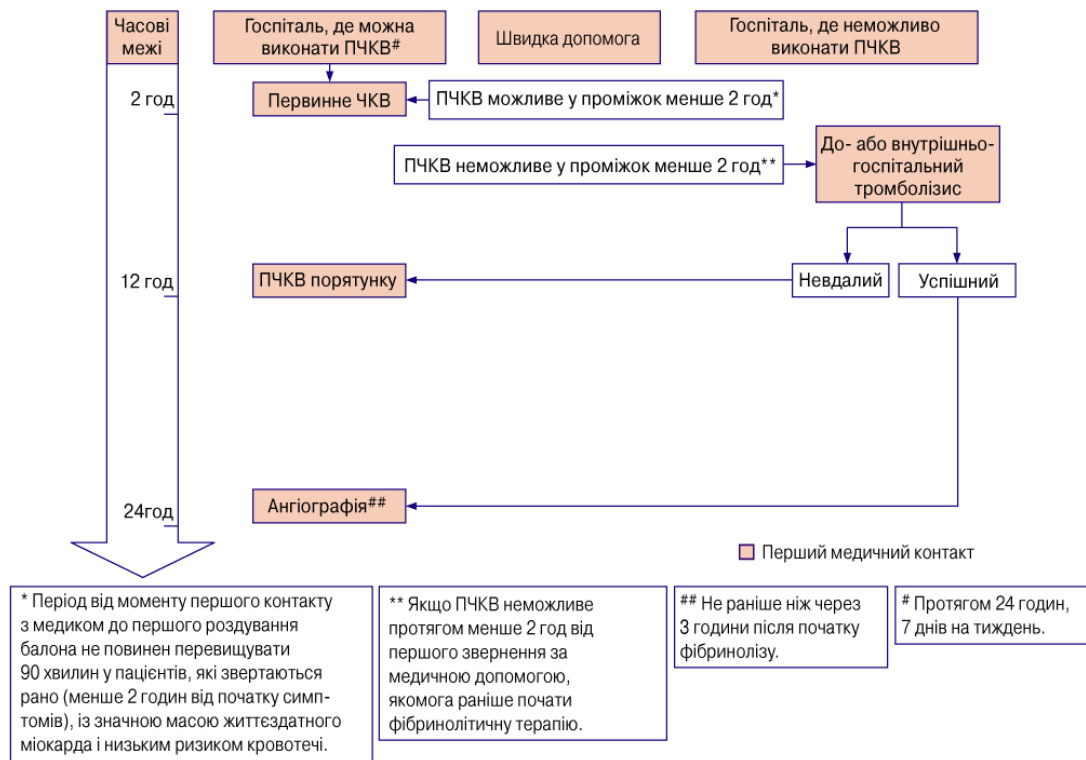 Часові
межі
Госпіталь, де можна
виконати ПЧКВ#
Швидка допомога
Госпіталь, де неможливо
виконати ПЧКВ
2 год
Первинне ЧКВ
ПЧКВ можливе у проміжок менше 2 год*
ПЧКВ неможливе у проміжок менше 2 год**
До- або внутрішньо-
госпітальний
тромболізис
12 год
ПЧКВ порятунку
Невдалий
Успішний
24год
Ангіографія##
Перший медичний контакт
* Період від моменту першого контакту
з медиком до першого роздування
балона не повинен перевищувати
90 хвилин у пацієнтів, які звертаються
рано (менше 2 годин від початку симп-
томів), із значною масою життєздатного
міокарда і низьким ризиком кровотечі.
** Якщо ПЧКВ неможливе
протягом менше 2 год від
першого звернення за
медичною допомогою,
якомога раніше почати
фібринолітичну терапію.
## Не раніше ніж через
3 години після початку
фібринолізу.
# Протягом 24 годин,
7 днів на тиждень.